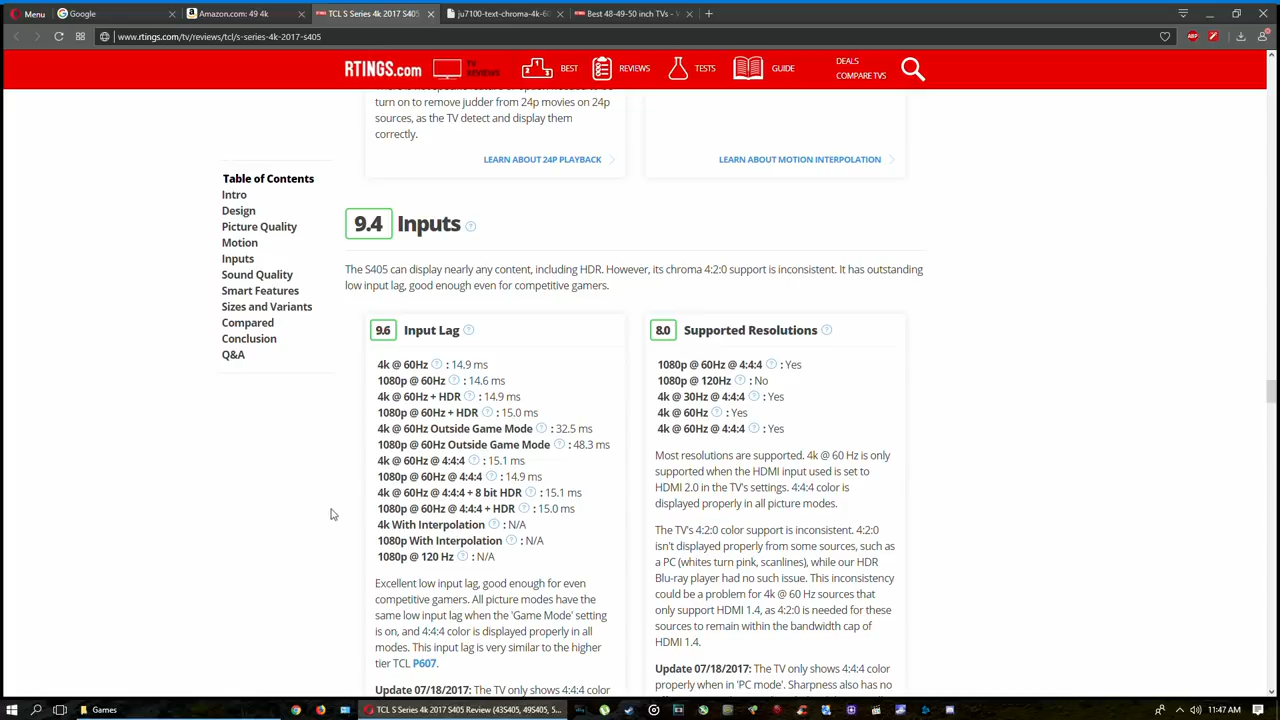 Menu
Google
Amazon.com: 49 4k
TCL S Series 4k 2017 S405
ju7100-text-chroma-4k-60
Best 48-49-50 inch TVs -
www.rtings.com/tv/reviews/tcl/s-series-4k-2017-s405
ABP
RTINGS.com
TV REVIEWS
BEST
REVIEWS
TESTS
GUIDE
DEALS
COMPARE TVS
turn on to remove judder from 24p movies on 24p
sources, as the TV detect and display them
correctly.
LEARN ABOUT 24P PLAYBACK
LEARN ABOUT MOTION INTERPOLATION
Table of Contents
Intro
Design
Picture Quality
Motion
Inputs
Sound Quality
Smart Features
Sizes and Variants
Compared
Conclusion
Q&A
9.4 Inputs
The S405 can display nearly any content, including HDR. However, its chroma 4:2:0 support is inconsistent. It has outstanding
low input lag, good enough even for competitive gamers.
9.6 Input Lag
4k @ 60Hz : 14.9 ms
1080p @ 60Hz : 14.6 ms
4k @ 60Hz + HDR : 14.9 ms
1080p @ 60Hz + HDR : 15.0 ms
4k @ 60Hz Outside Game Mode : 32.5 ms
1080p @ 60Hz Outside Game Mode : 48.3 ms
4k @ 60Hz @ 4:4:4 : 15.1 ms
1080p @ 60Hz @ 4:4:4 : 14.9 ms
4k @ 60Hz @ 4:4:4 + 8 bit HDR : 15.1 ms
1080p @ 60Hz @ 4:4:4 + HDR : 15.0 ms
4k With Interpolation : N/A
1080p With Interpolation : N/A
1080p @ 120 Hz : N/A
Excellent low input lag, good enough for even
competitive gamers. All picture modes have the
same low input lag when the 'Game Mode' setting
is on, and 4:4:4 color is displayed properly in all
modes. This input lag is very similar to the higher
tier TCL P607.
Update 07/18/2017: The TV only shows 4:4:4 color
8.0 Supported Resolutions
1080p @ 60Hz @ 4:4:4 : Yes
1080p @ 120Hz : No
4k @ 30Hz @ 4:4:4 : Yes
4k @ 60Hz : Yes
4k @ 60Hz @ 4:4:4 : Yes
Most resolutions are supported. 4k @ 60 Hz is only
supported when the HDMI input used is set to
HDMI 2.0 in the TV's settings. 4:4:4 color is
displayed properly in all picture modes.
The TV's 4:2:0 color support is inconsistent. 4:2:0
isn't displayed properly from some sources, such as
a PC (whites turn pink, scanlines), while our HDR
Blu-ray player had no such issue. This inconsistency
could be a problem for 4k @ 60 Hz sources that
only support HDMI 1.4, as 4:2:0 is needed for these
sources to remain within the bandwidth cap of
HDMI 1.4.
Update 07/18/2017: The TV only shows 4:4:4 color
properly when in 'PC mode'. Sharpness also has no
Games
TCL S Series 4k 2017 S405 Review (43S405, 49S405, 5...
11:47 AM